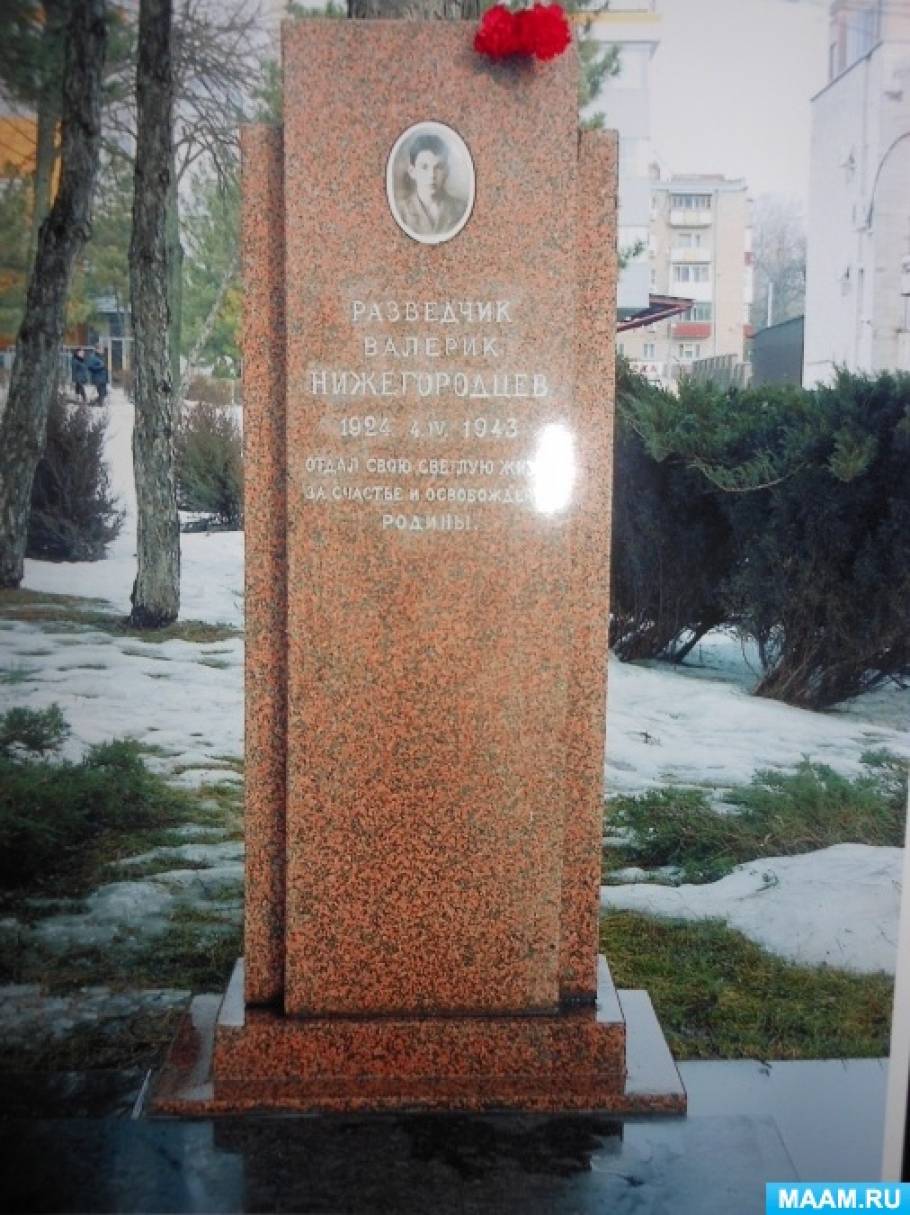 РАЗВЕДЧИК
ВАЛЕРИК
НИЖЕГОРОДЦЕВ
1924 4.IV. 1943
ОТДАЛ СВОЮ СВЕТЛУЮ
ЗА СЧАСТЬЕ И
РОДИНЫ.
MAAM.RU